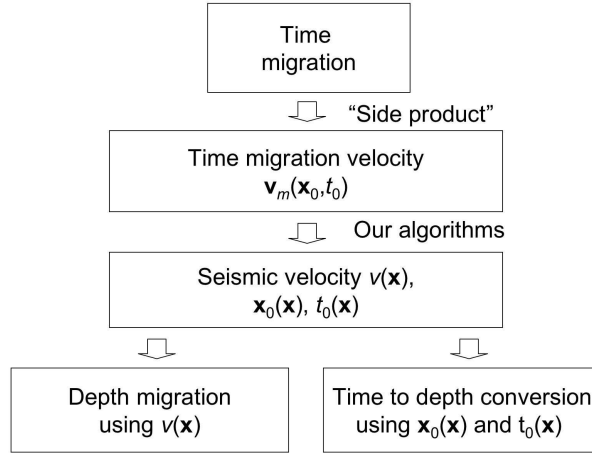 Time
migration
“Side product”
Time migration velocity
𝐯ₘ(𝐱₀,t₀)
Our algorithms
Seismic velocity v(𝐱),
𝐱₀(𝐱), t₀(𝐱)
Depth migration
using v(𝐱)
Time to depth conversion
using 𝐱₀(𝐱) and t₀(𝐱)